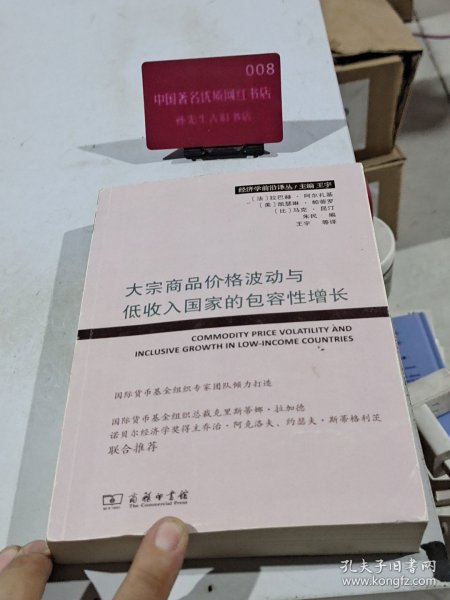 008
中国著名优质网红书店
孙先生人旧书店
经济学前沿译丛 / 主编 王宇
〔法〕拉巴赫·阿尔扎基
〔美〕凯瑟琳·帕蒂罗
〔比〕马克·昆汀
朱民 编
王宇 等译
大宗商品价格波动与
低收入国家的包容性增长
COMMODITY PRICE VOLATILITY AND
INCLUSIVE GROWTH IN LOW-INCOME COUNTRIES
国际货币基金组织专家团队倾力打造
国际货币基金组织总裁克里斯蒂娜·拉加德
诺贝尔经济学奖得主乔治·阿克洛夫、约瑟夫·斯蒂格利茨
联合推荐
商務印書館
The Commercial Press
孔夫子旧书网
www.kongfz.com